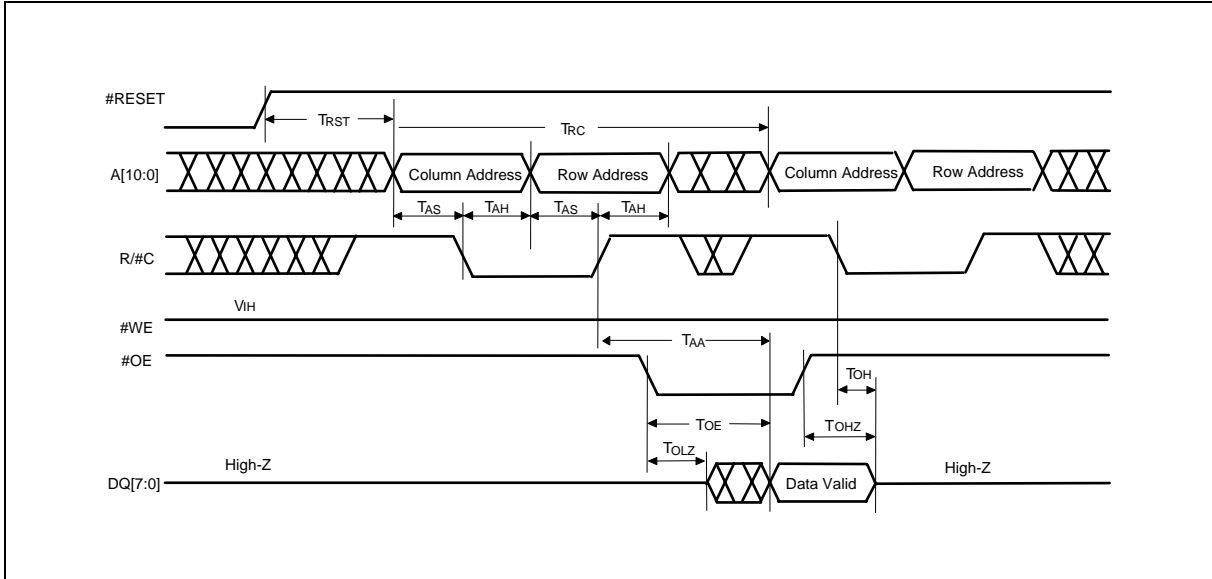 #RESET
TRST
TRC
A[10:0]
Column Address
Row Address
Column Address
Row Address
TAS
TAH
TAS
TAH
R/#C
VIH
#WE
TAA
#OE
TOH
TOE
TOHZ
TOLZ
High-Z
High-Z
DQ[7:0]
Data Valid